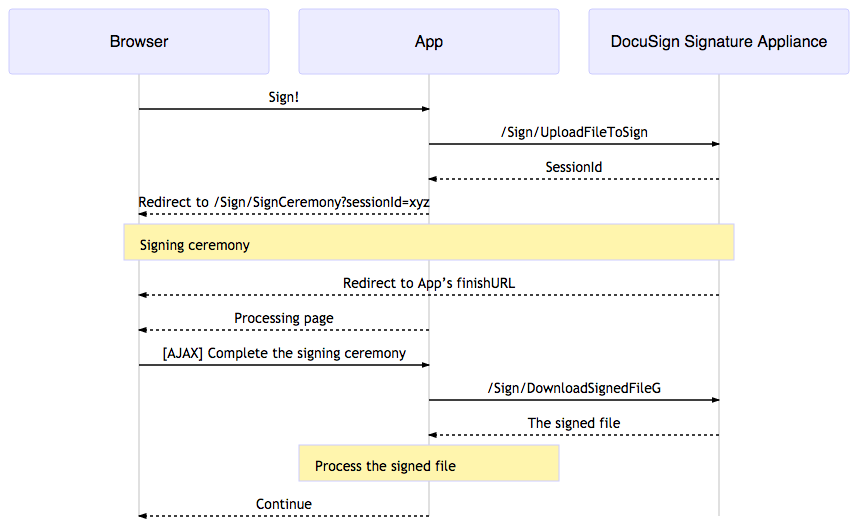 Browser
App
DocuSign Signature Appliance
Sign!
/Sign/UploadFileToSign
SessionId
Redirect to /Sign/SignCeremony?sessionId=xyz
Signing ceremony
Redirect to App’s finishURL
Processing page
[AJAX] Complete the signing ceremony
/Sign/DownloadSignedFileG
The signed file
Process the signed file
Continue